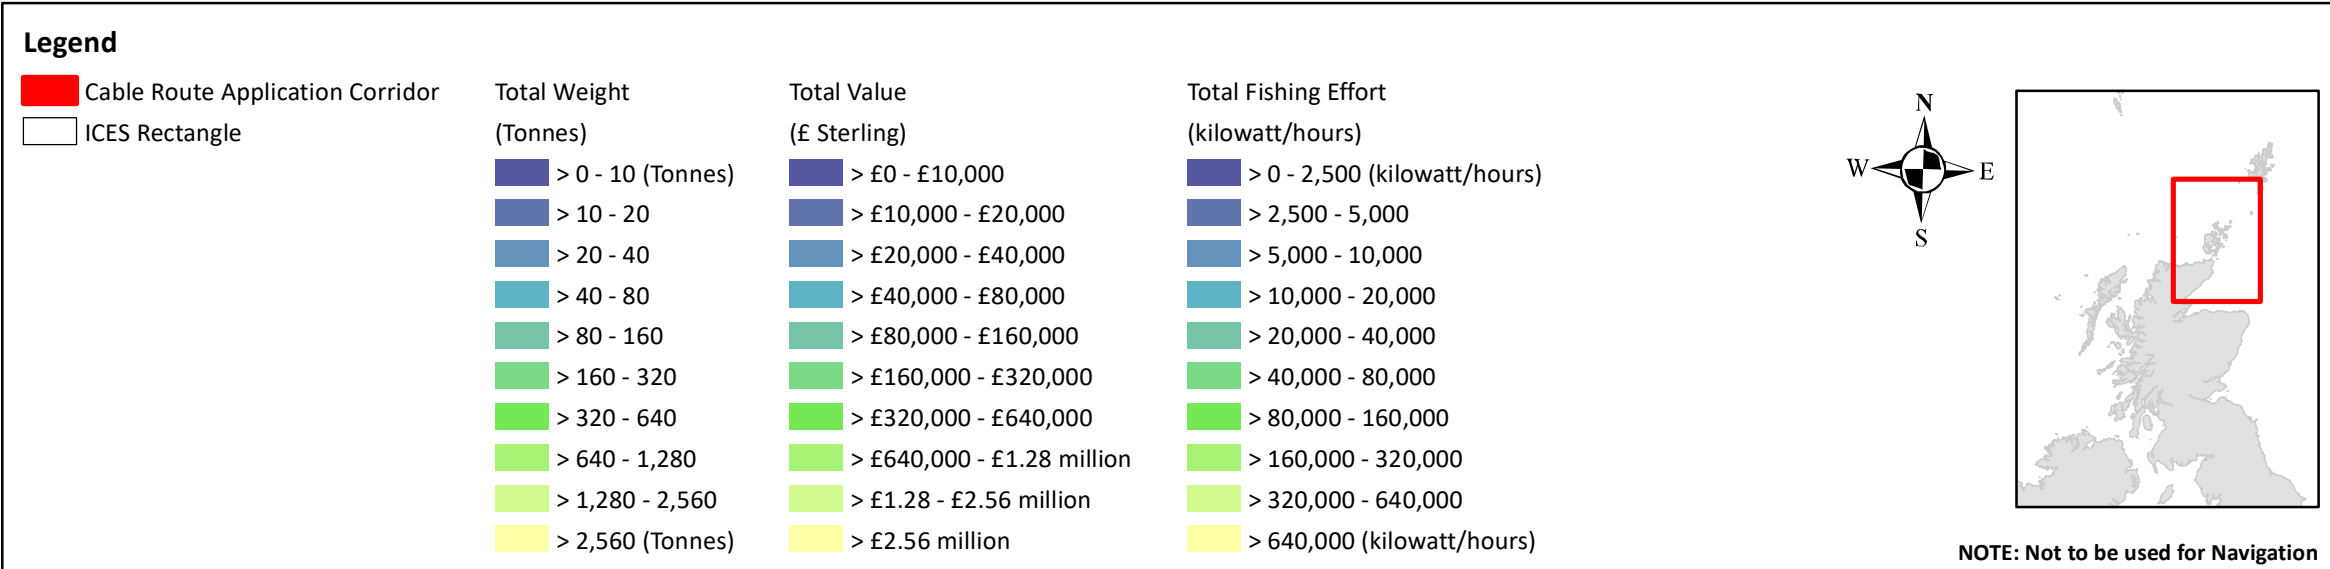 Legend
Cable Route Application Corridor
ICES Rectangle
Total Weight
(Tonnes)
> 0 - 10 (Tonnes)
> 10 - 20
> 20 - 40
> 40 - 80
> 80 - 160
> 160 - 320
> 320 - 640
> 640 - 1,280
> 1,280 - 2,560
> 2,560 (Tonnes)
Total Value
(£ Sterling)
> £0 - £10,000
> £10,000 - £20,000
> £20,000 - £40,000
> £40,000 - £80,000
> £80,000 - £160,000
> £160,000 - £320,000
> £320,000 - £640,000
> £640,000 - £1.28 million
> £1.28 - £2.56 million
> £2.56 million
Total Fishing Effort
(kilowatt/hours)
> 0 - 2,500 (kilowatt/hours)
> 2,500 - 5,000
> 5,000 - 10,000
> 10,000 - 20,000
> 20,000 - 40,000
> 40,000 - 80,000
> 80,000 - 160,000
> 160,000 - 320,000
> 320,000 - 640,000
> 640,000 (kilowatt/hours)
N
W E
S
NOTE: Not to be used for Navigation